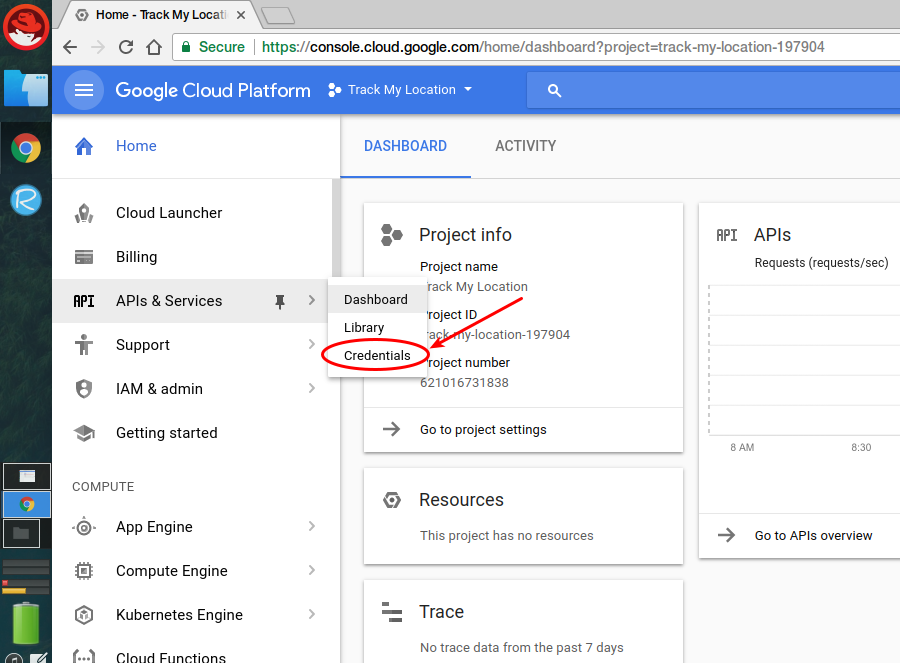 Home - Track My Locati
Secure https://console.cloud.google.com/home/dashboard?project=track-my-location-197904
Google Cloud Platform Track My Location
Home
DASHBOARD ACTIVITY
Cloud Launcher
Billing
API APIs & Services
Support
IAM & admin
Getting started
COMPUTE
App Engine
Compute Engine
Kubernetes Engine
Cloud Functions
Dashboard
Library
Credentials
Project info
Project name
rack My Location
roject ID
rack-my-location-197904
roject number
621016731838
Go to project settings
Resources
This project has no resources
Trace
No trace data from the past 7 days
API APIs
Requests (requests/sec)
8 AM 8:30
Go to APIs overview